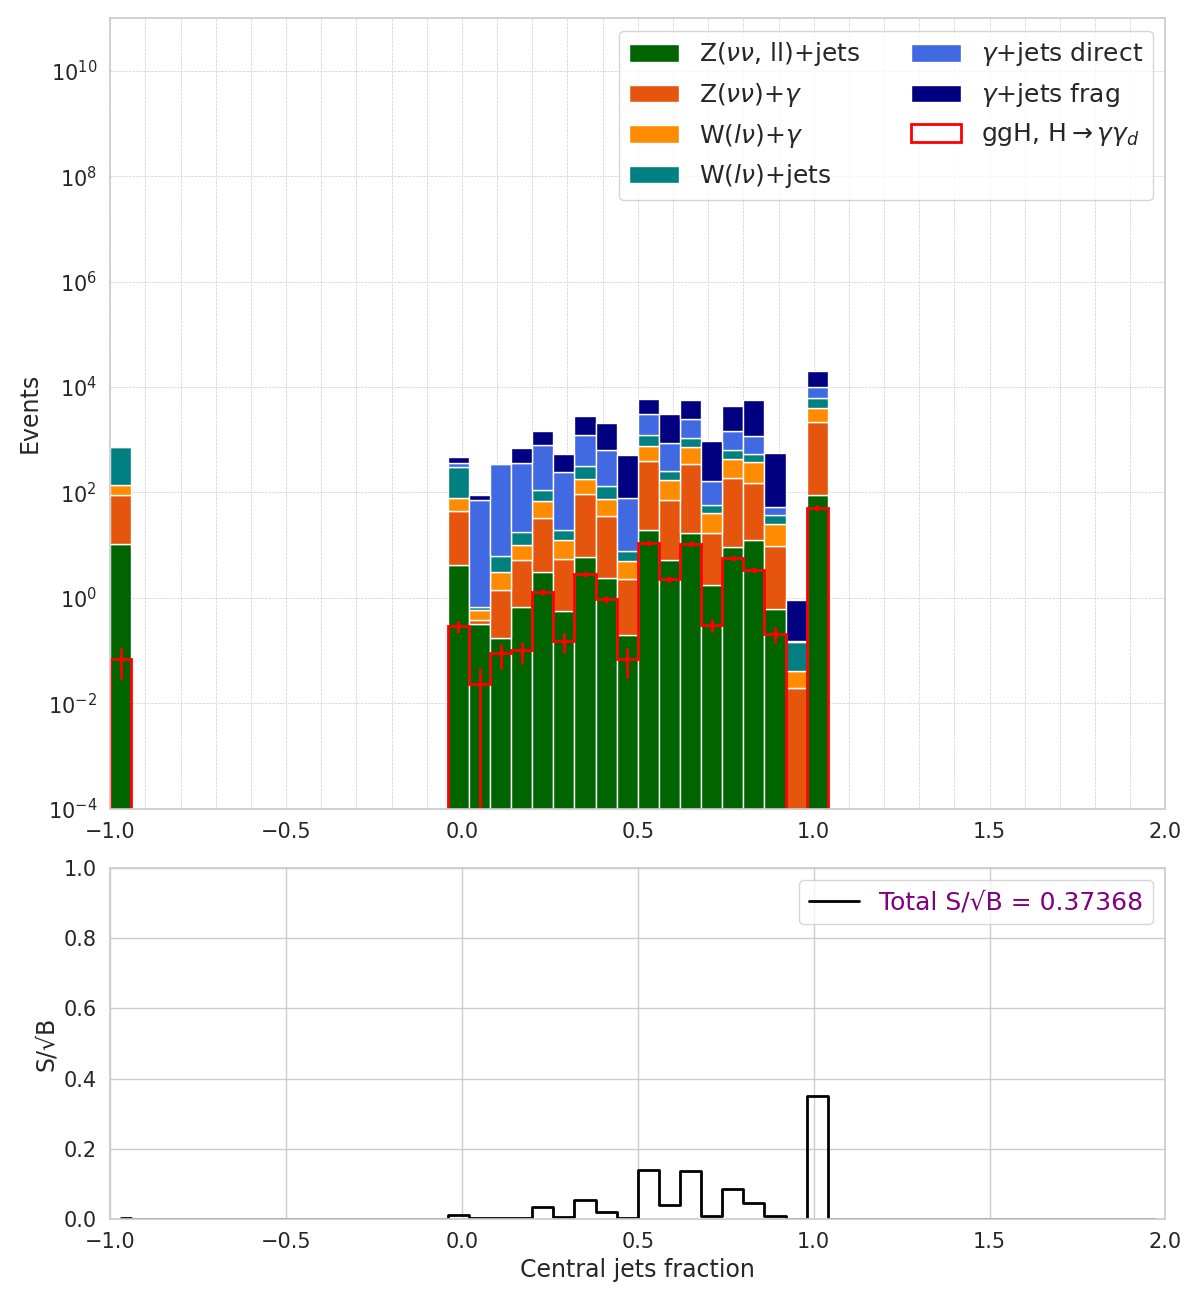 Z(νν, ll)+jets
Z(νν)+γ
W(lν)+γ
W(lν)+jets
γ+jets direct
γ+jets frag
ggH, H→γγ_d
Events
10^10
10^8
10^6
10^4
10^2
10^0
10^−2
10^−4
−1.0 −0.5 0.0 0.5 1.0 1.5 2.0
Total S/√B = 0.37368
S/√B
1.0
0.8
0.6
0.4
0.2
0.0
−1.0 −0.5 0.0 0.5 1.0 1.5 2.0
Central jets fraction